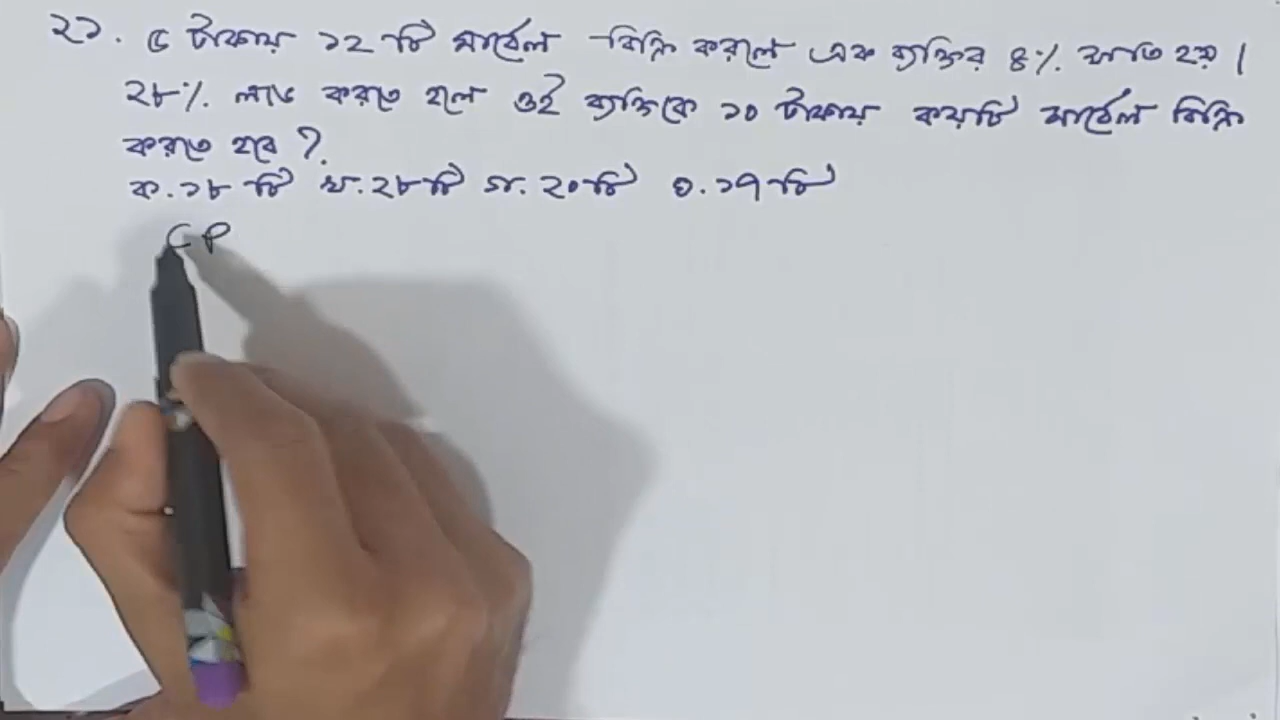 ২১. ৫ টাকায় ১২ টি মার্বেল বিক্রি করলে এক ব্যক্তির ৪% ক্ষতি হয়।
২৮% লাভ করতে হলে ওই ব্যক্তিকে ১০ টাকায় কয়টি মার্বেল বিক্রি
করতে হবে ?
ক. ১৮ টি খ. ২৮টি গ. ২০টি ঘ. ১৭ টি
CP